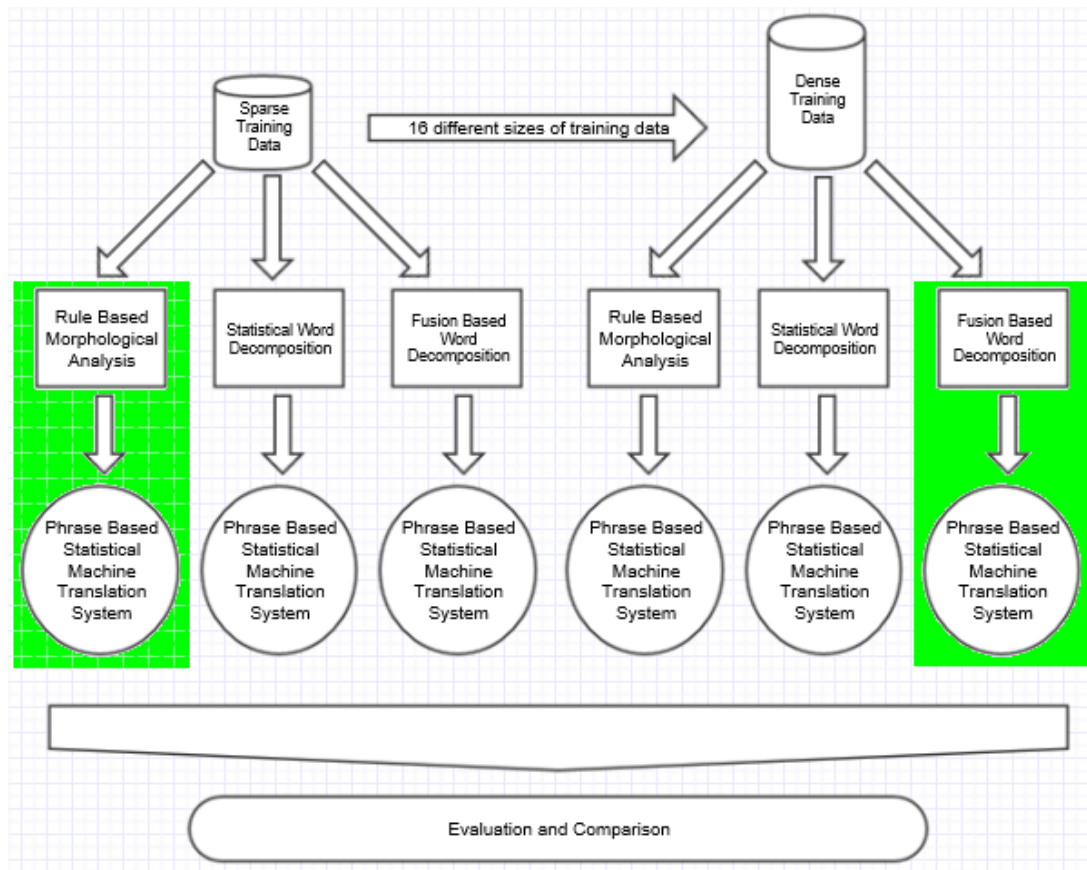 Sparse
Training
Data
16 different sizes of training data
Dense
Training
Data
Rule Based
Morphological
Analysis
Statistical Word
Decomposition
Fusion Based
Word
Decomposition
Rule Based
Morphological
Analysis
Statistical Word
Decomposition
Fusion Based
Word
Decomposition
Phrase Based
Statistical
Machine
Translation
System
Phrase Based
Statistical
Machine
Translation
System
Phrase Based
Statistical
Machine
Translation
System
Phrase Based
Statistical
Machine
Translation
System
Phrase Based
Statistical
Machine
Translation
System
Phrase Based
Statistical
Machine
Translation
System
Evaluation and Comparison